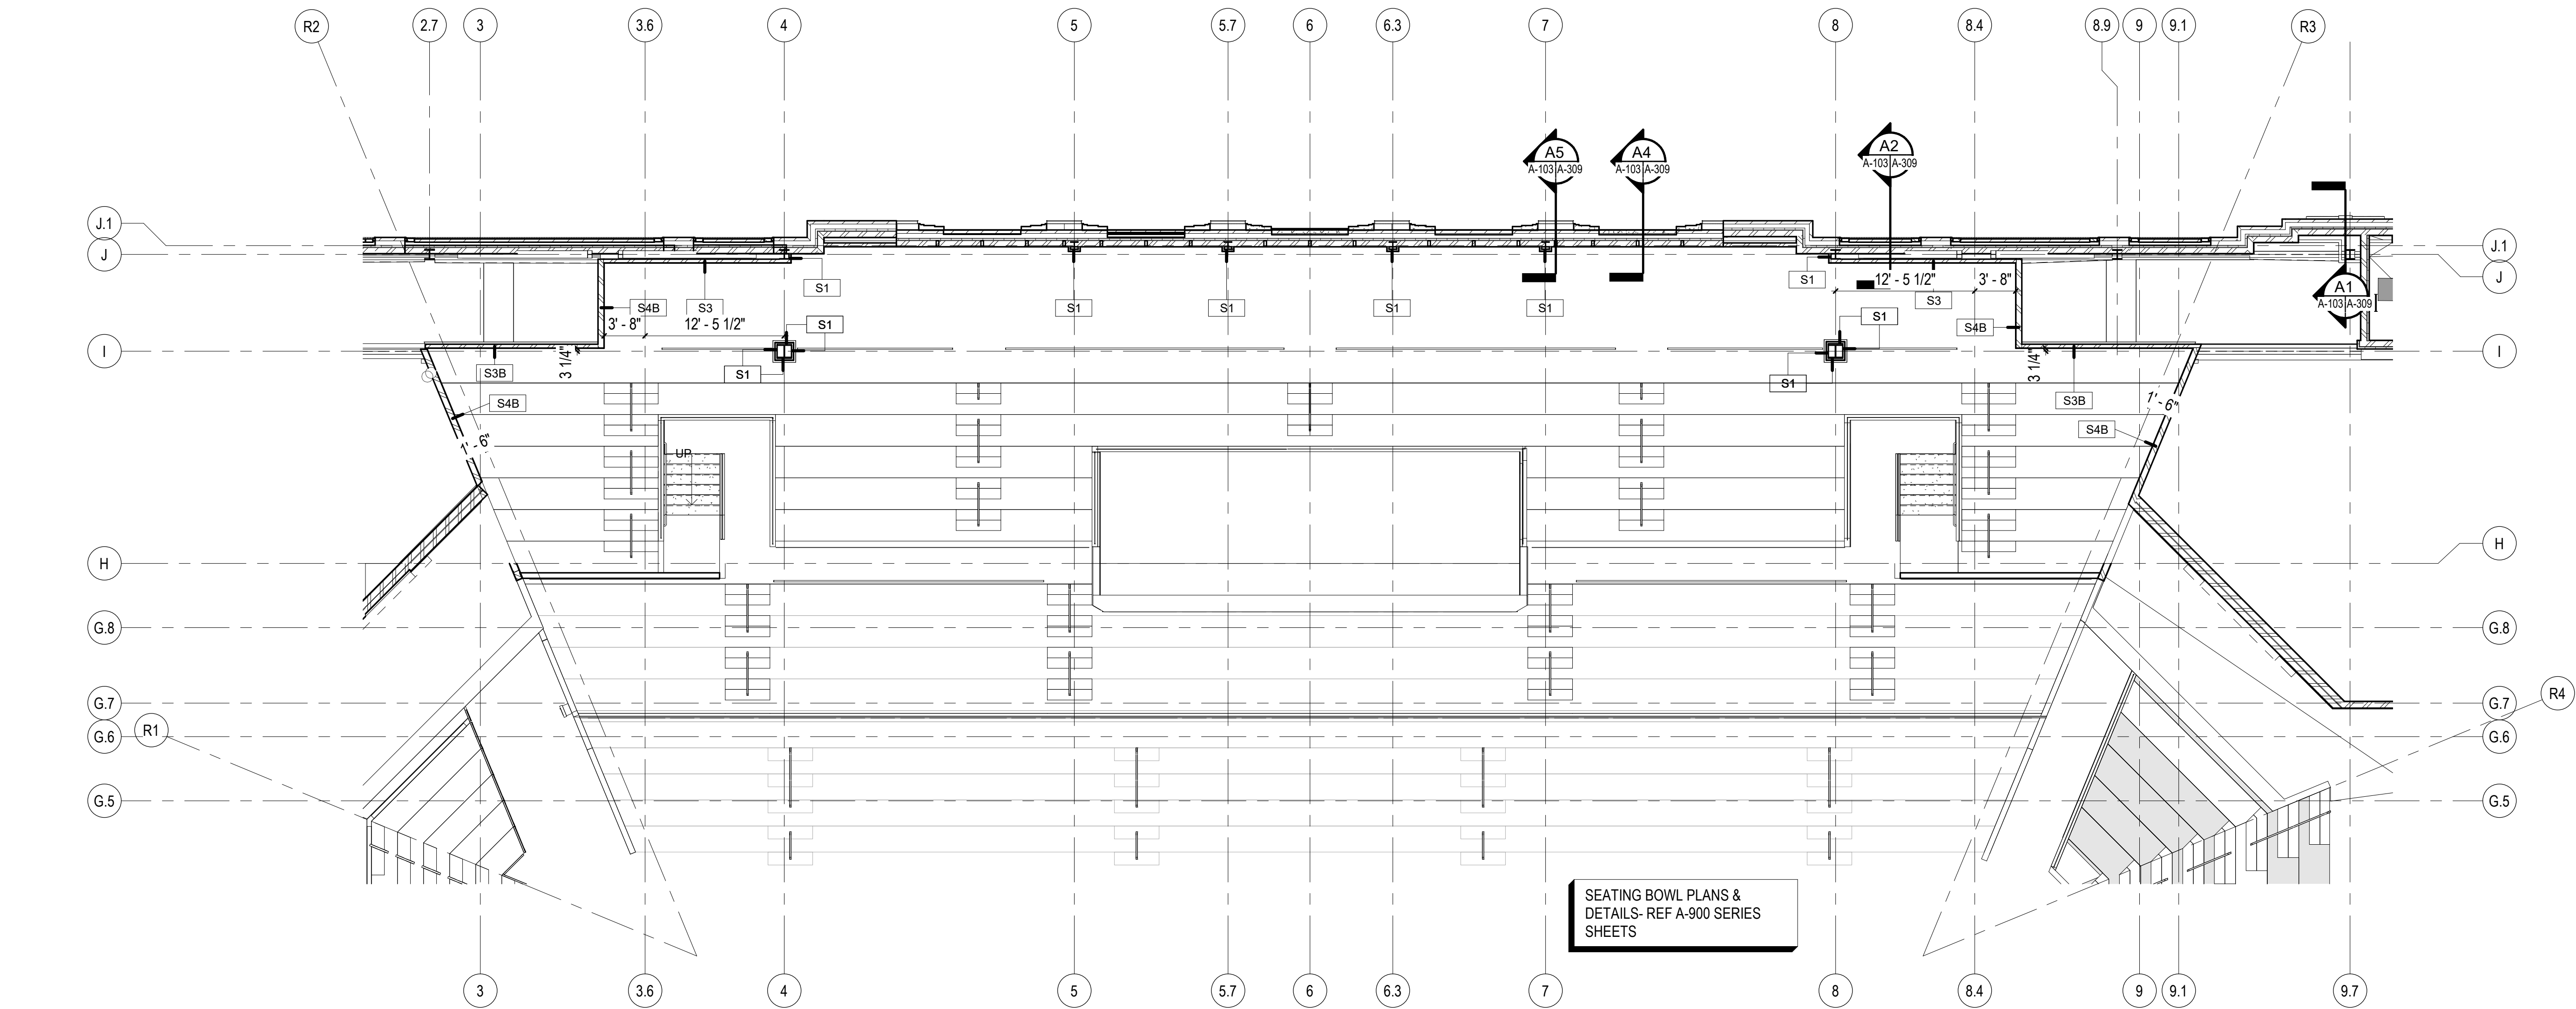 R2
2.7
3
3.6
4
5
5.7
6
6.3
7
8
8.4
8.9
9
9.1
R3
A5
A-103 A-309
A4
A-103 A-309
A2
A-103 A-309
J.1
J
J.1
J
S1
S4B
S3
3' - 8"
12' - 5 1/2"
S1
S1
S1
S1
S1
S1
12' - 5 1/2"
3' - 8"
S3
A1
A-103 A-309
S1
S1
S4B
I
3 1/4"
S3B
S1
S1
3 1/4"
S3B
I
S4B
1' - 6"
1' - 6"
S4B
UP
H
H
G.8
G.8
G.7
G.7
G.6
G.6
R1
R4
G.5
G.5
SEATING BOWL PLANS &
DETAILS- REF A-900 SERIES
SHEETS
3
3.6
4
5
5.7
6
6.3
7
8
8.4
9
9.1
9.7